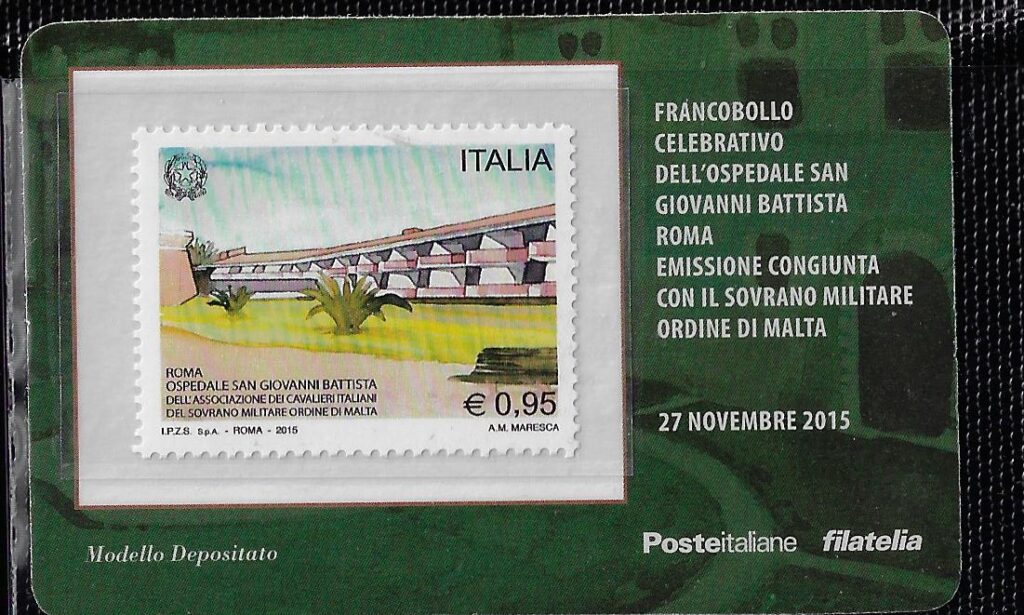 ITALIA
ROMA
OSPEDALE SAN GIOVANNI BATTISTA
DELL'ASSOCIAZIONE DEI CAVALIERI ITALIANI
DEL SOVRANO MILITARE ORDINE DI MALTA
€ 0,95
I.P.Z.S. S.p.A. - ROMA - 2015
A.M. MARESCA
FRANCOBOLLO
CELEBRATIVO
DELL'OSPEDALE SAN
GIOVANNI BATTISTA
ROMA
EMISSIONE CONGIUNTA
CON IL SOVRANO MILITARE
ORDINE DI MALTA
27 NOVEMBRE 2015
Modello Depositato
Posteitaliane filatelia